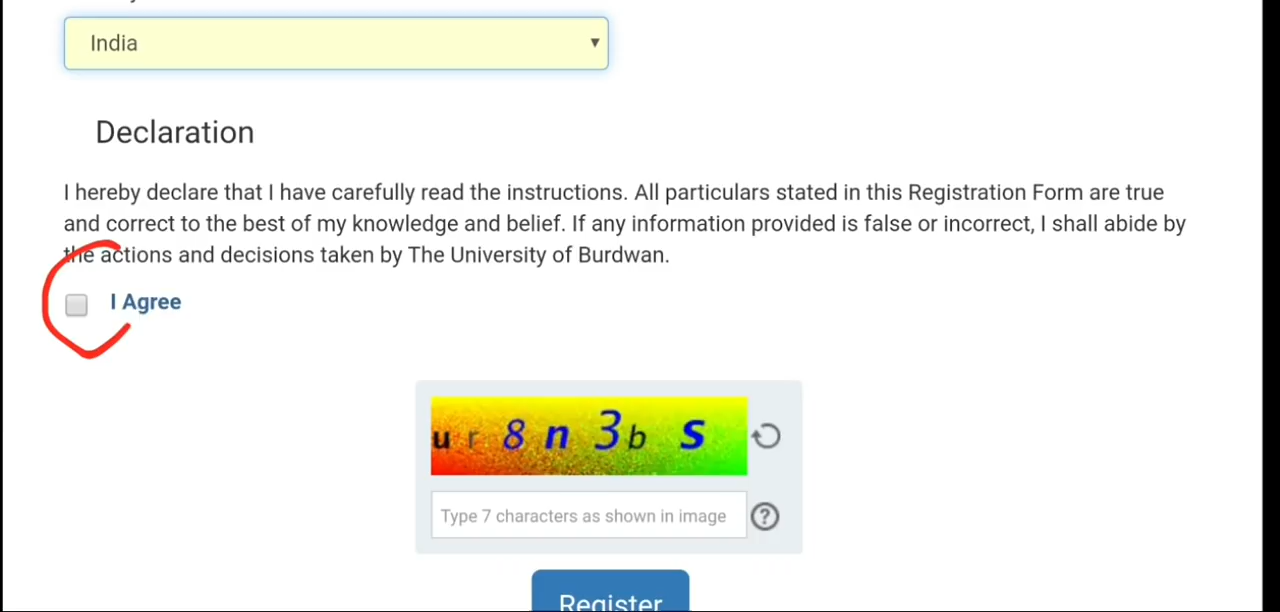 India
Declaration
I hereby declare that I have carefully read the instructions. All particulars stated in this Registration Form are true
and correct to the best of my knowledge and belief. If any information provided is false or incorrect, I shall abide by
the actions and decisions taken by The University of Burdwan.
I Agree
ur8n3bS
Type 7 characters as shown in image
Register